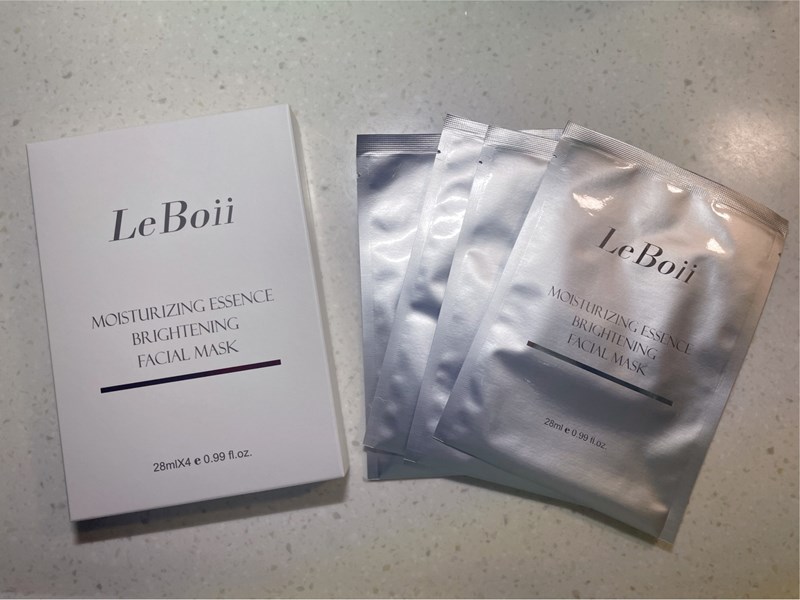 LeBoii
MOISTURIZING ESSENCE
BRIGHTENING
FACIAL MASK
28mlX4 e 0.99 fl.oz.
LeBoii
MOISTURIZING ESSENCE
BRIGHTENING
FACIAL MASK
28ml e 0.99 fl.oz.